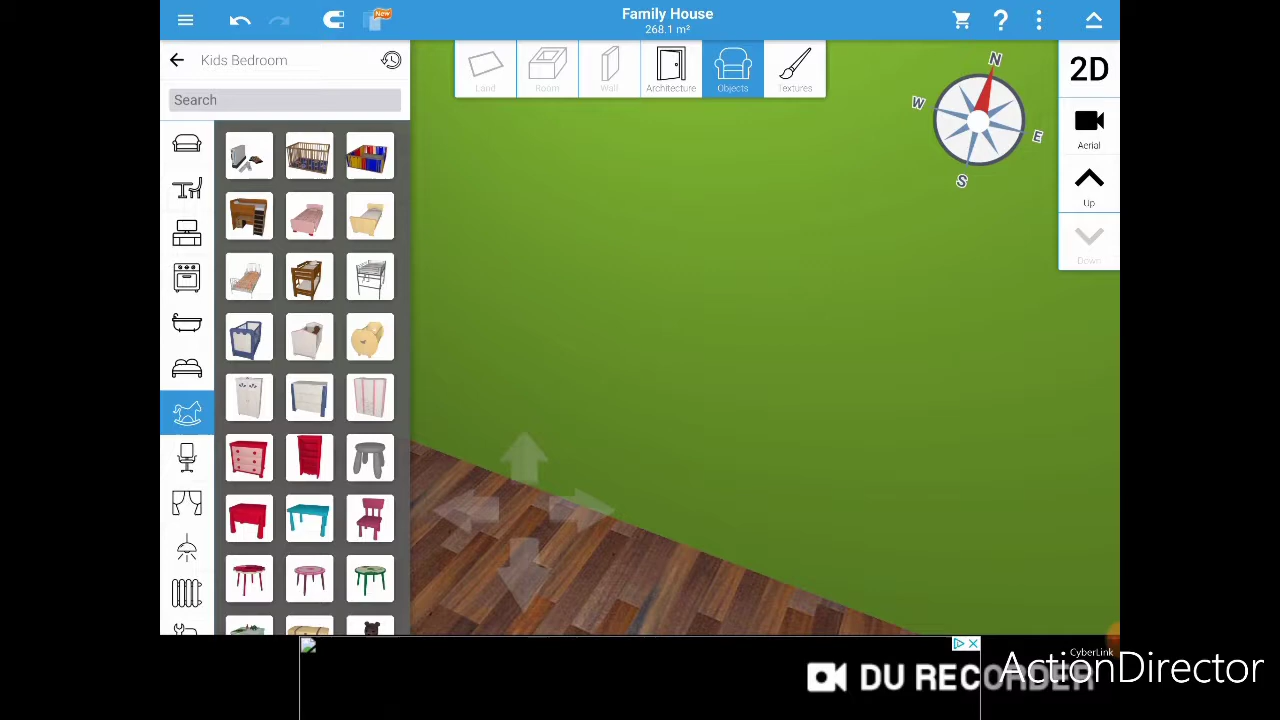 Family House
268.1 m²
New
Kids Bedroom
Search
Land
Room
Wall
Architecture
Objects
Textures
N
W
E
S
2D
Aerial
Up
Down
CyberLink
ActionDirector
DU RECORDER